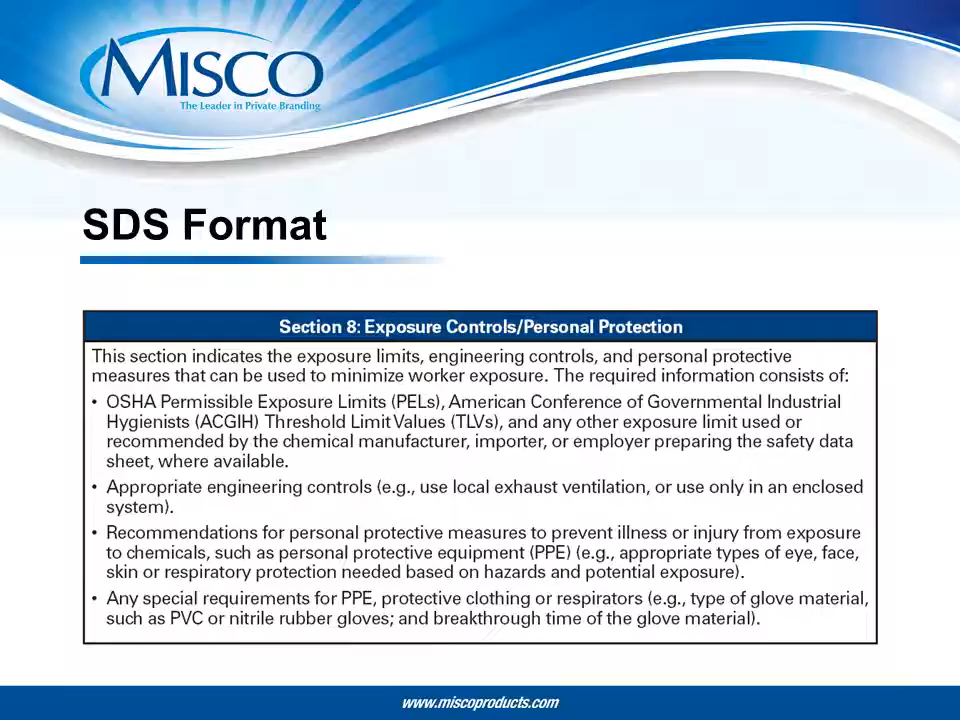 MISCO
The Leader in Private Branding
SDS Format
Section 8: Exposure Controls/Personal Protection
This section indicates the exposure limits, engineering controls, and personal protective
measures that can be used to minimize worker exposure. The required information consists of:
• OSHA Permissible Exposure Limits (PELs), American Conference of Governmental Industrial
Hygienists (ACGIH) Threshold Limit Values (TLVs), and any other exposure limit used or
recommended by the chemical manufacturer, importer, or employer preparing the safety data
sheet, where available.
• Appropriate engineering controls (e.g., use local exhaust ventilation, or use only in an enclosed
system).
• Recommendations for personal protective measures to prevent illness or injury from exposure
to chemicals, such as personal protective equipment (PPE) (e.g., appropriate types of eye, face,
skin or respiratory protection needed based on hazards and potential exposure).
• Any special requirements for PPE, protective clothing or respirators (e.g., type of glove material,
such as PVC or nitrile rubber gloves; and breakthrough time of the glove material).
www.miscoproducts.com